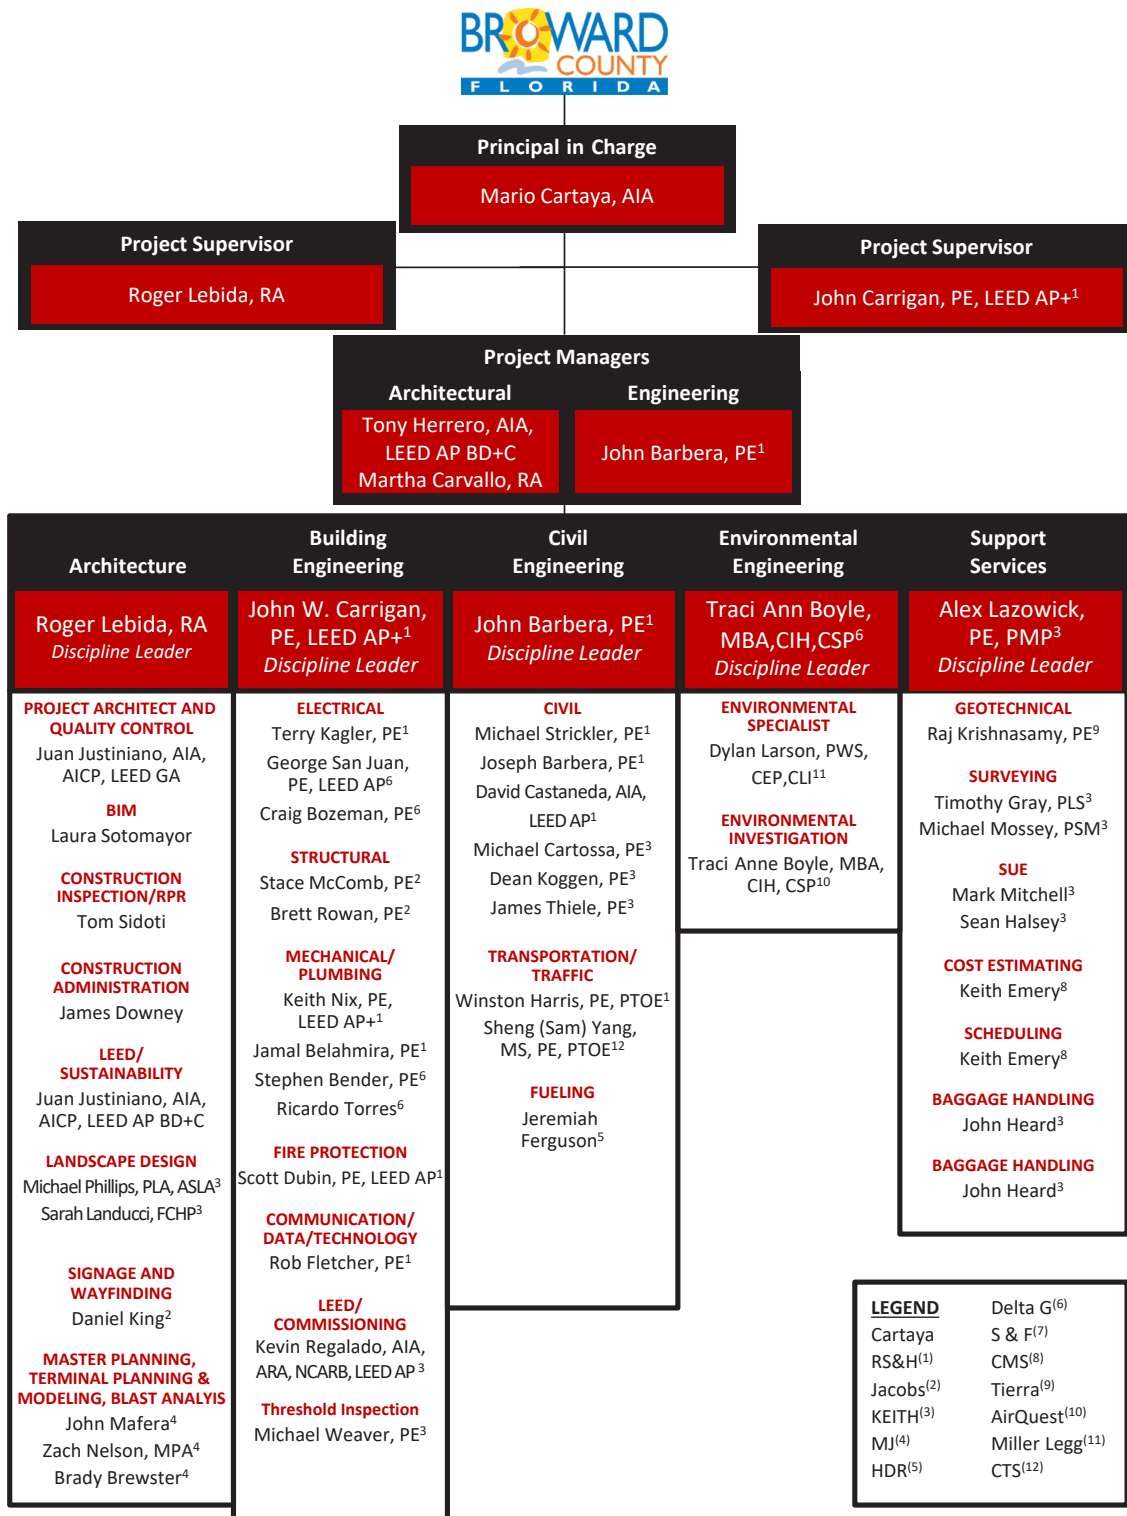 BROWARD
COUNTY
FLORIDA
Principal in Charge
Mario Cartaya, AIA
Project Supervisor
Roger Lebida, RA
Project Supervisor
John Carrigan, PE, LEED AP+¹
Project Managers
Architectural
Tony Herrero, AIA,
LEED AP BD+C
Martha Carvallo, RA
Engineering
John Barbera, PE¹
Architecture
Roger Lebida, RA
Discipline Leader
PROJECT ARCHITECT AND
QUALITY CONTROL
Juan Justiniano, AIA,
AICP, LEED GA
BIM
Laura Sotomayor
CONSTRUCTION
INSPECTION/RPR
Tom Sidoti
CONSTRUCTION
ADMINISTRATION
James Downey
LEED/
SUSTAINABILITY
Juan Justiniano, AIA,
AICP, LEED AP BD+C
LANDSCAPE DESIGN
Michael Phillips, PLA, ASLA³
Sarah Landucci, FCHP³
SIGNAGE AND
WAYFINDING
Daniel King²
MASTER PLANNING,
TERMINAL PLANNING &
MODELING, BLAST ANALYIS
John Mafera⁴
Zach Nelson, MPA⁴
Brady Brewster⁴
Building
Engineering
John W. Carrigan,
PE, LEED AP+¹
Discipline Leader
ELECTRICAL
Terry Kagler, PE¹
George San Juan,
PE, LEED AP⁶
Craig Bozeman, PE⁶
STRUCTURAL
Stace McComb, PE²
Brett Rowan, PE²
MECHANICAL/
PLUMBING
Keith Nix, PE,
LEED AP+¹
Jamal Belahmira, PE¹
Stephen Bender, PE⁶
Ricardo Torres⁶
FIRE PROTECTION
Scott Dubin, PE, LEED AP¹
COMMUNICATION/
DATA/TECHNOLOGY
Rob Fletcher, PE¹
LEED/
COMMISSIONING
Kevin Regalado, AIA,
ARA, NCARB, LEED AP ³
Threshold Inspection
Michael Weaver, PE³
Civil
Engineering
John Barbera, PE¹
Discipline Leader
CIVIL
Michael Strickler, PE¹
Joseph Barbera, PE¹
David Castaneda, AIA,
LEED AP¹
Michael Cartossa, PE³
Dean Koggen, PE³
James Thiele, PE³
TRANSPORTATION/
TRAFFIC
Winston Harris, PE, PTOE¹
Sheng (Sam) Yang,
MS, PE, PTOE¹²
FUELING
Jeremiah
Ferguson⁵
Environmental
Engineering
Traci Ann Boyle,
MBA,CIH,CSP⁶
Discipline Leader
ENVIRONMENTAL
SPECIALIST
Dylan Larson, PWS,
CEP,CLI¹¹
ENVIRONMENTAL
INVESTIGATION
Traci Anne Boyle, MBA,
CIH, CSP¹⁰
Support
Services
Alex Lazowick,
PE, PMP³
Discipline Leader
GEOTECHNICAL
Raj Krishnasamy, PE⁹
SURVEYING
Timothy Gray, PLS³
Michael Mossey, PSM³
SUE
Mark Mitchell³
Sean Halsey³
COST ESTIMATING
Keith Emery⁸
SCHEDULING
Keith Emery⁸
BAGGAGE HANDLING
John Heard³
BAGGAGE HANDLING
John Heard³
LEGEND
Cartaya
RS&H⁽¹⁾
Jacobs⁽²⁾
KEITH⁽³⁾
MJ⁽⁴⁾
HDR⁽⁵⁾
Delta G⁽⁶⁾
S & F⁽⁷⁾
CMS⁽⁸⁾
Tierra⁽⁹⁾
AirQuest⁽¹⁰⁾
Miller Legg⁽¹¹⁾
CTS⁽¹²⁾